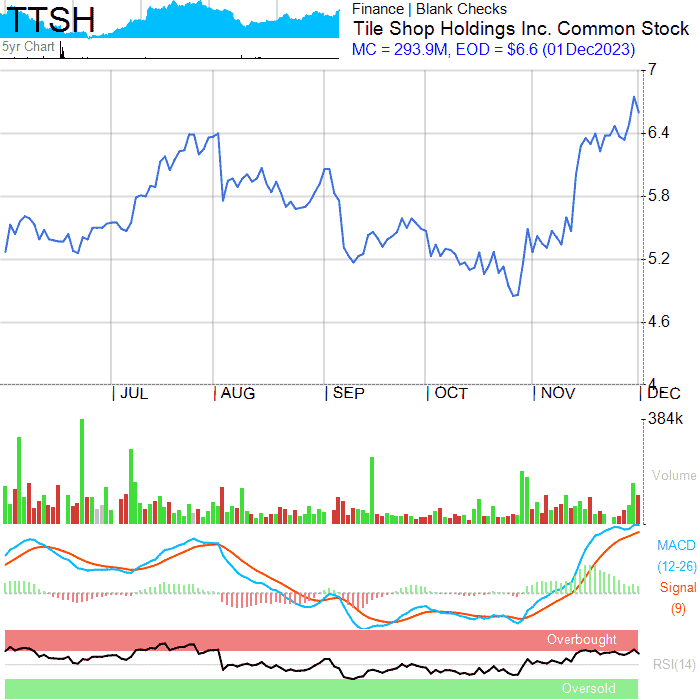 TTSH
5yr Chart
Finance | Blank Checks
Tile Shop Holdings Inc. Common Stock
MC = 293.9M, EOD = $6.6 (01Dec2023)
7
6.4
5.8
5.2
4.6
4
| JUL | AUG | SEP | OCT | NOV | DEC
384k
Volume
MACD
(12-26)
Signal
(9)
Overbought
RSI(14)
Oversold